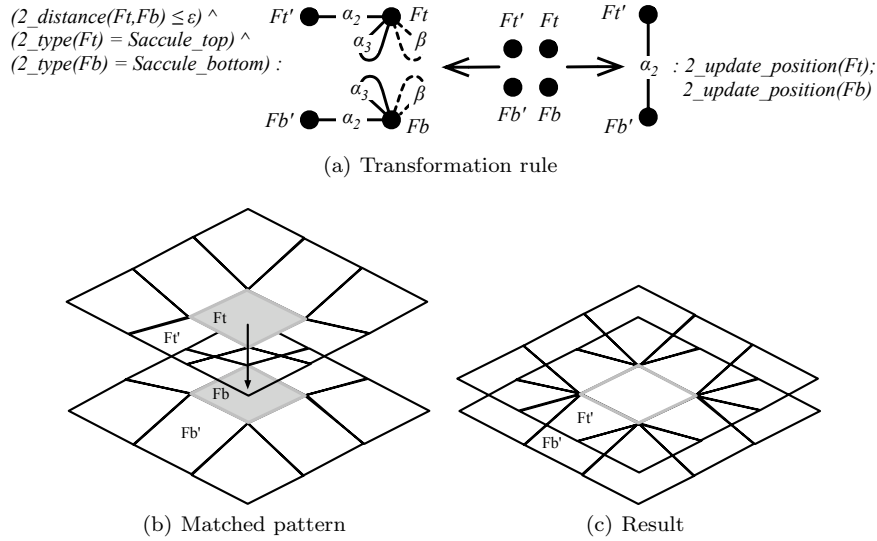 (2_distance(Ft,Fb) ≤ ε) ^
(2_type(Ft) = Saccule_top) ^
(2_type(Fb) = Saccule_bottom) :
Ft' α2 Ft
α3 β
α3 β
Fb' α2 Fb
Ft' Ft
Fb' Fb
Ft'
α2 : 2_update_position(Ft);
2_update_position(Fb)
Fb'
(a) Transformation rule
Ft
Ft'
Fb
Fb'
(b) Matched pattern
Ft'
Fb'
(c) Result